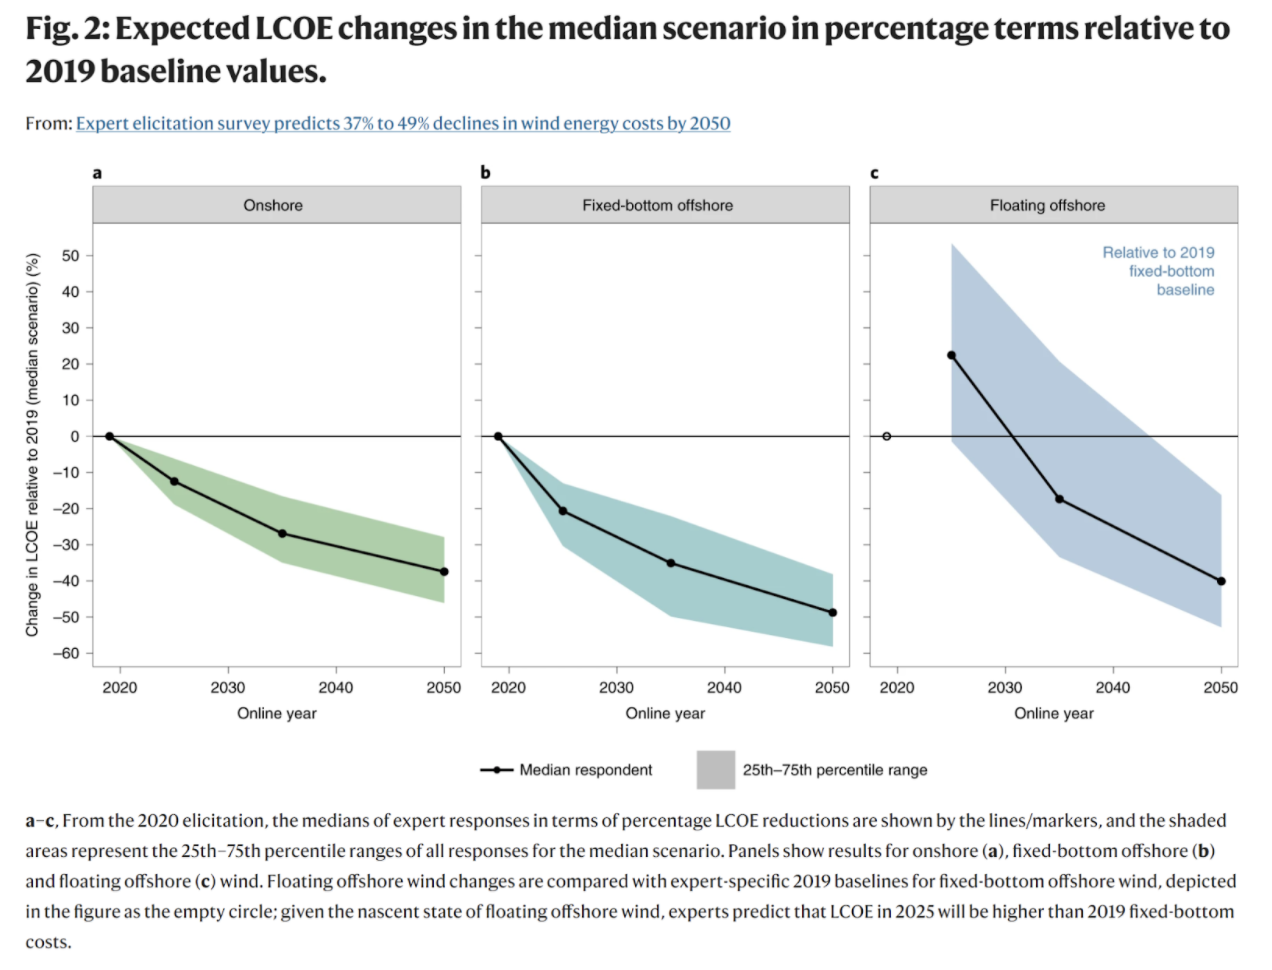 Fig. 2: Expected LCOE changes in the median scenario in percentage terms relative to
2019 baseline values.
From: Expert elicitation survey predicts 37% to 49% declines in wind energy costs by 2050
a
b
c
Onshore
Fixed-bottom offshore
Floating offshore
Relative to 2019
fixed-bottom
baseline
Change in LCOE relative to 2019 (median scenario) (%)
50
40
30
20
10
0
–10
–20
–30
–40
–50
–60
2020 2030 2040 2050
2020 2030 2040 2050
2020 2030 2040 2050
Online year
Online year
Online year
Median respondent
25th–75th percentile range
a–c, From the 2020 elicitation, the medians of expert responses in terms of percentage LCOE reductions are shown by the lines/markers, and the shaded
areas represent the 25th–75th percentile ranges of all responses for the median scenario. Panels show results for onshore (a), fixed-bottom offshore (b)
and floating offshore (c) wind. Floating offshore wind changes are compared with expert-specific 2019 baselines for fixed-bottom offshore wind, depicted
in the figure as the empty circle; given the nascent state of floating offshore wind, experts predict that LCOE in 2025 will be higher than 2019 fixed-bottom
costs.